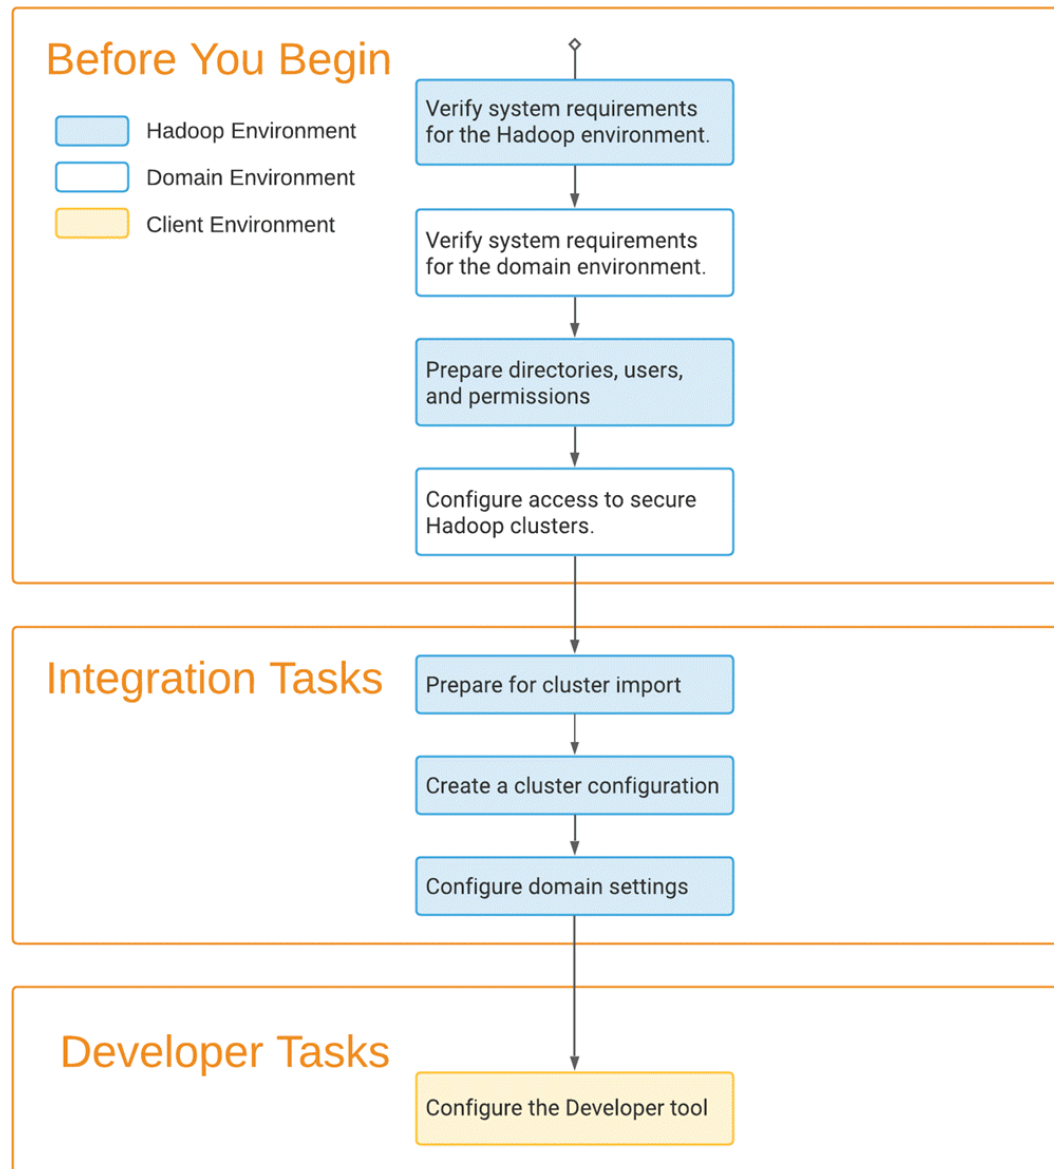 Before You Begin
Hadoop Environment
Domain Environment
Client Environment
Verify system requirements
for the Hadoop environment.
Verify system requirements
for the domain environment.
Prepare directories, users,
and permissions
Configure access to secure
Hadoop clusters.
Integration Tasks
Prepare for cluster import
Create a cluster configuration
Configure domain settings
Developer Tasks
Configure the Developer tool